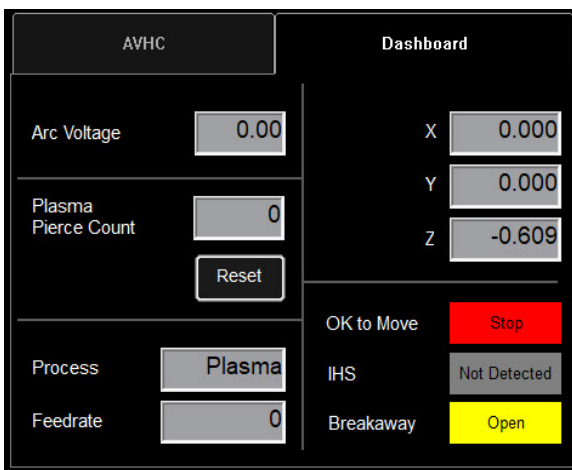 AVHC
Dashboard
Arc Voltage
0.00
Plasma
Pierce Count
0
Reset
Process
Plasma
Feedrate
0
X
0.000
Y
0.000
Z
-0.609
OK to Move
Stop
IHS
Not Detected
Breakaway
Open